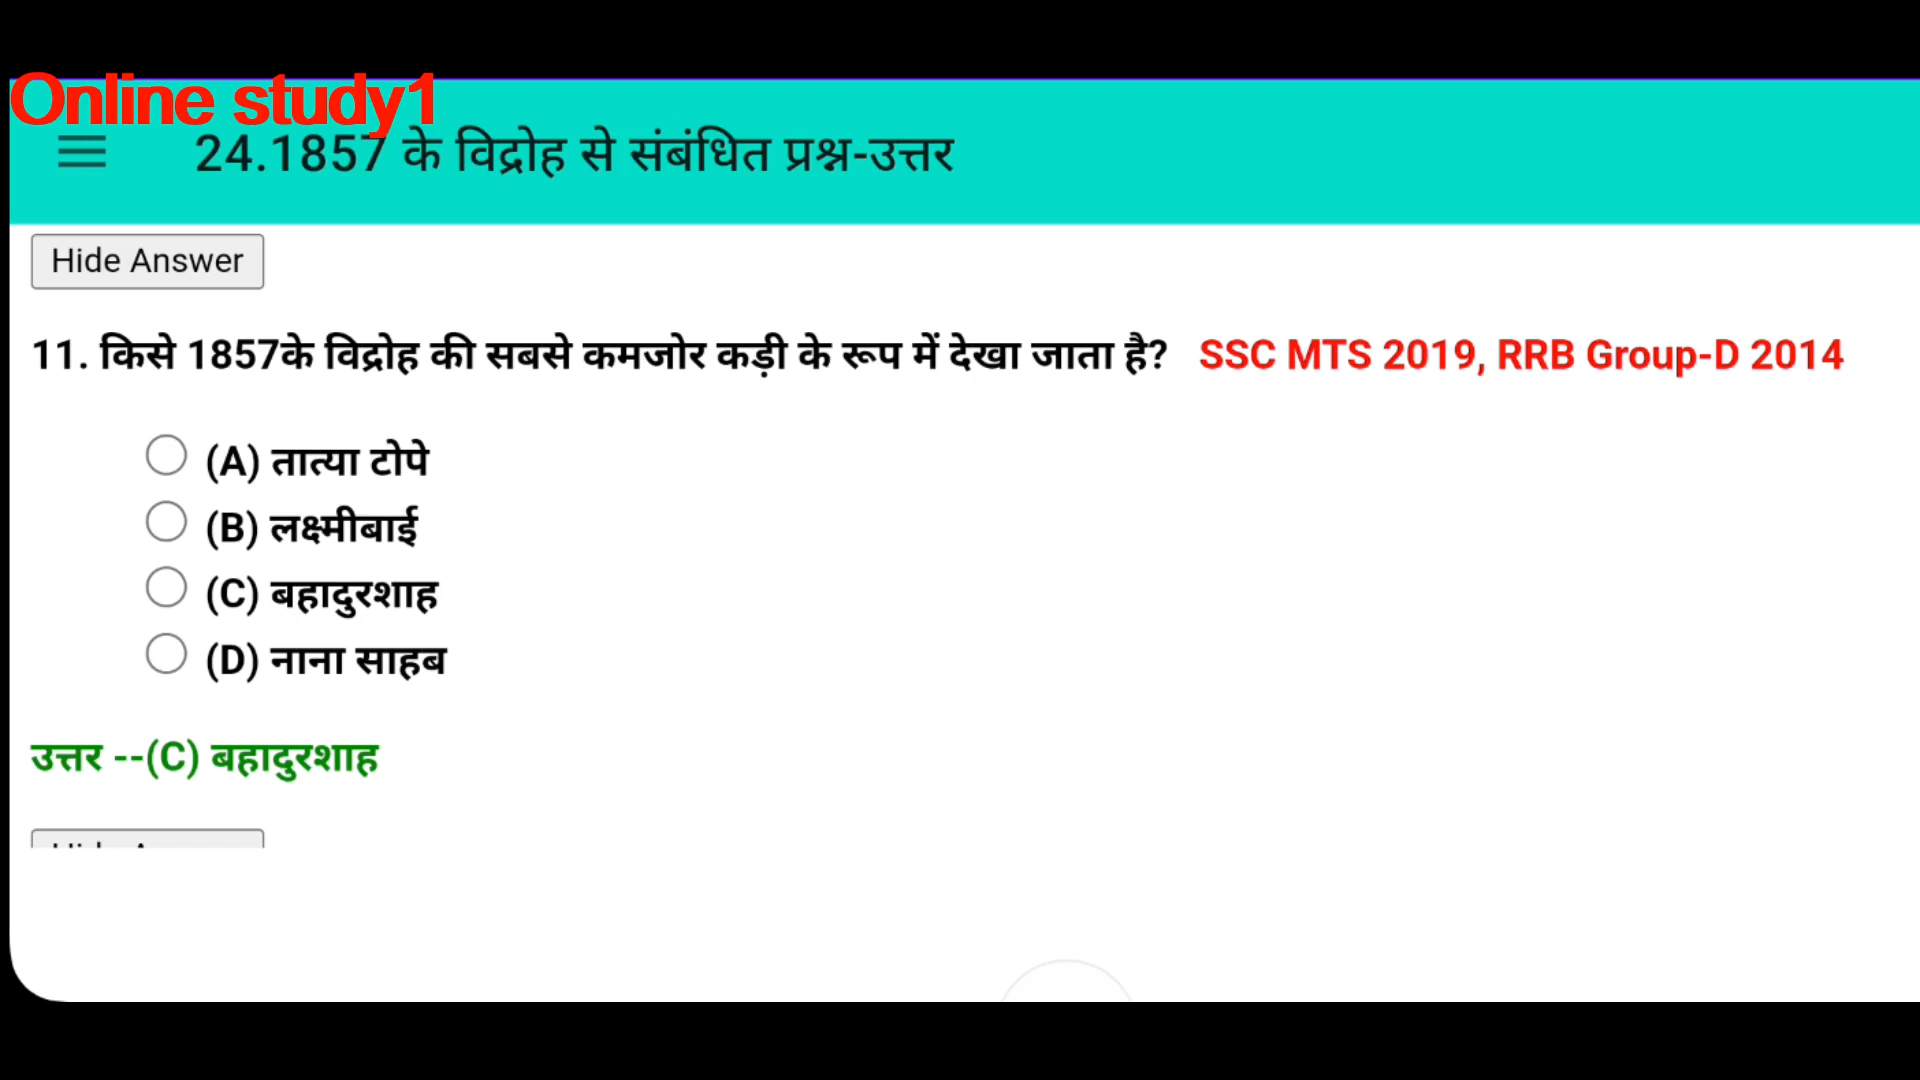 Online study1
24.1857 के विद्रोह से संबंधित प्रश्न-उत्तर
Hide Answer
11. किसे 1857के विद्रोह की सबसे कमजोर कड़ी के रूप में देखा जाता है? SSC MTS 2019, RRB Group-D 2014
(A) तात्या टोपे
(B) लक्ष्मीबाई
(C) बहादुरशाह
(D) नाना साहब
उत्तर --(C) बहादुरशाह